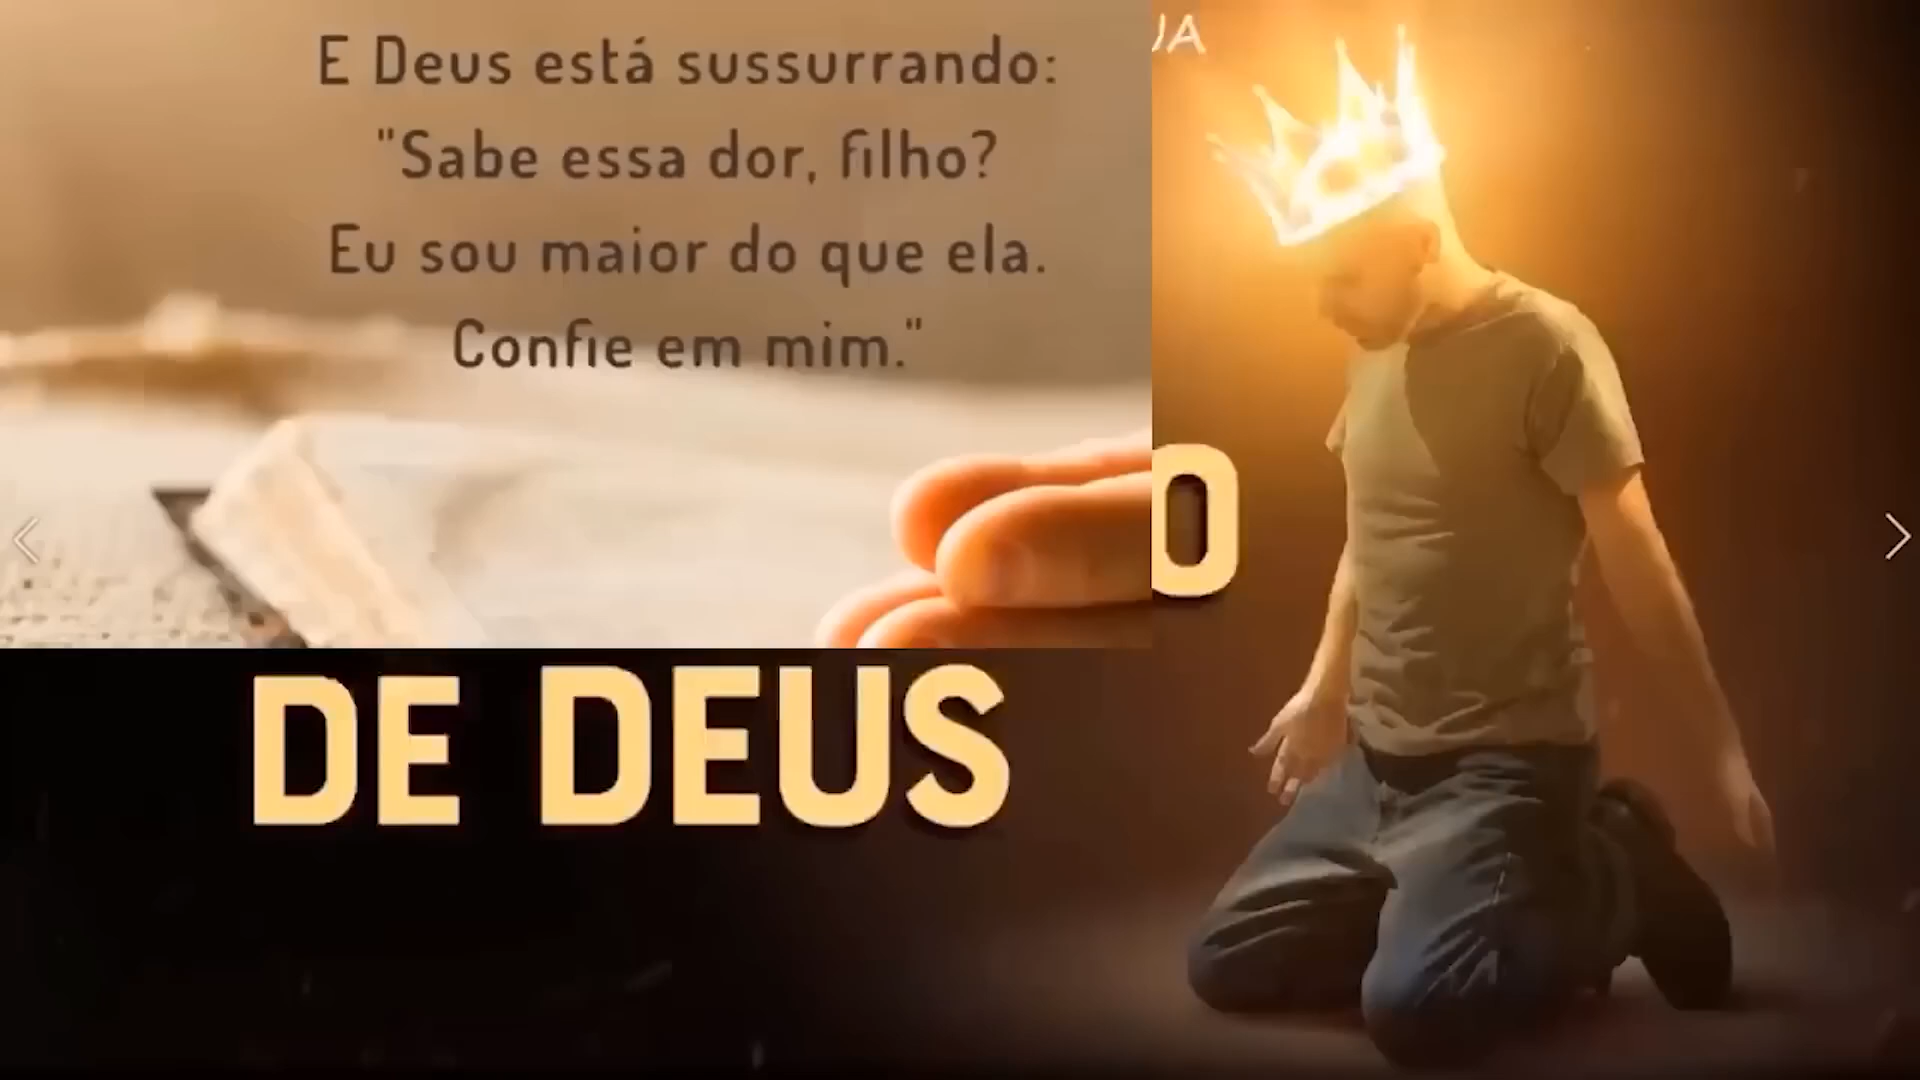 E Deus está sussurrando:
"Sabe essa dor, filho?
Eu sou maior do que ela.
Confie em mim."
DE DEUS